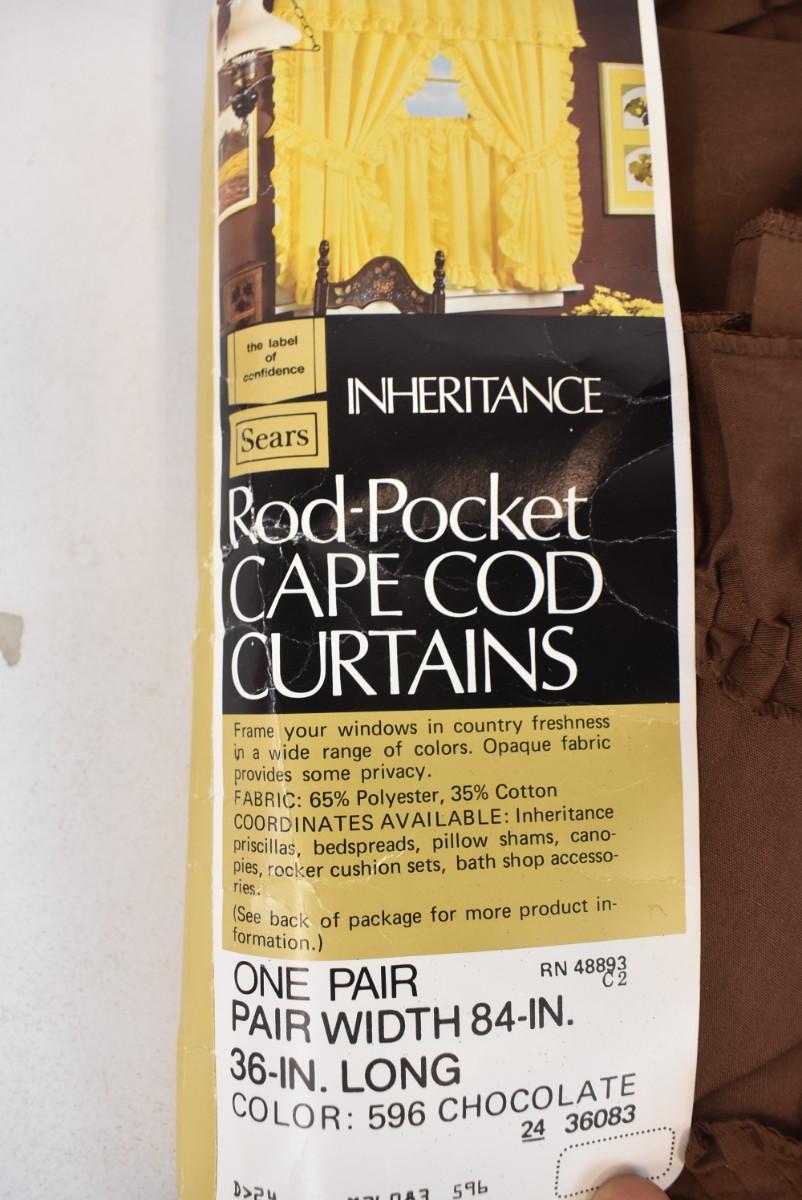 the label
of
confidence
Sears
INHERITANCE
Rod-Pocket
CAPE COD
CURTAINS
Frame your windows in country freshness
in a wide range of colors. Opaque fabric
provides some privacy.
FABRIC: 65% Polyester, 35% Cotton
COORDINATES AVAILABLE: Inheritance
priscillas, bedspreads, pillow shams, cano-
pies, rocker cushion sets, bath shop accesso-
ries.
(See back of package for more product in-
formation.)
ONE PAIR
RN 48893
C2
PAIR WIDTH 84-IN.
36-IN. LONG
COLOR: 596 CHOCOLATE
24 36083
596